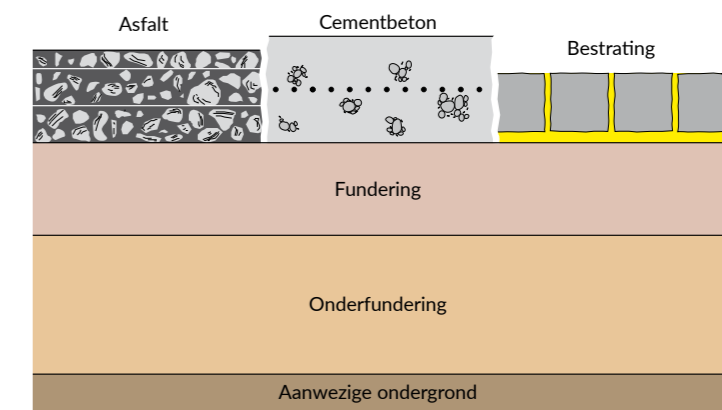 Asfalt
Cementbeton
Bestrating
Fundering
Onderfundering
Aanwezige ondergrond